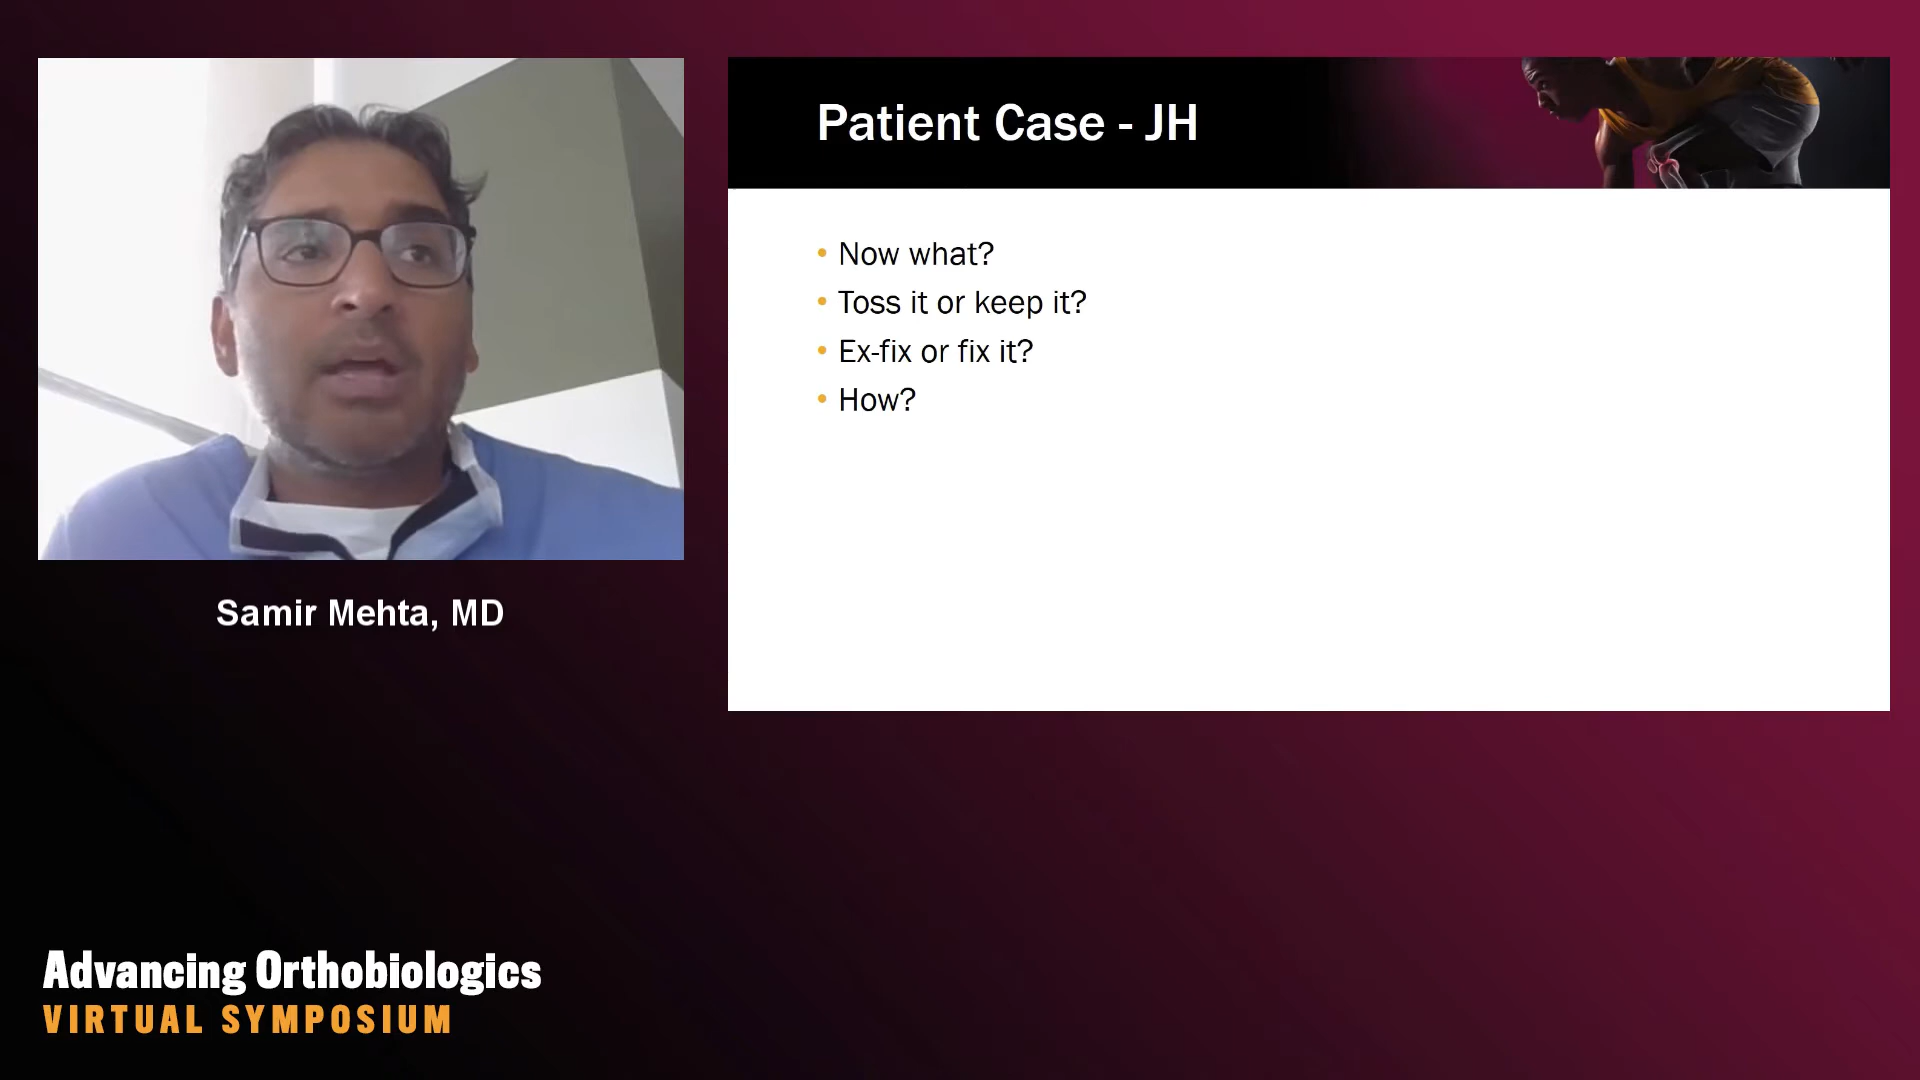 Patient Case - JH
• Now what?
• Toss it or keep it?
• Ex-fix or fix it?
• How?
Samir Mehta, MD
Advancing Orthobiologics
VIRTUAL SYMPOSIUM